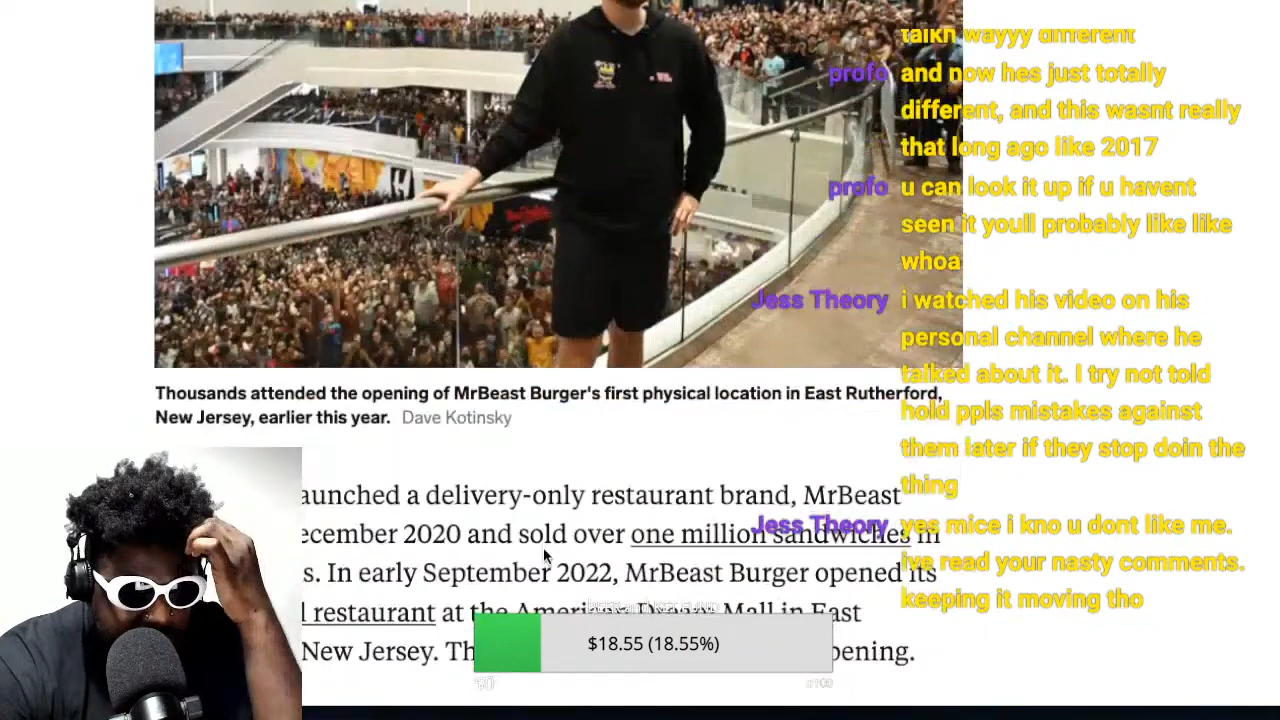 talkn wayyy different
profo and now hes just totally
different, and this wasnt really
that long ago like 2017
profo u can look it up if u havent
seen it youll probably like like
whoa
Jess Theory i watched his video on his
personal channel where he
talked about it. I try not told
hold ppls mistakes against
them later if they stop doin the
thing
Jess Theory yes mice i kno u dont like me.
ive read your nasty comments.
keeping it moving tho
Thousands attended the opening of MrBeast Burger's first physical location in East Rutherford,
New Jersey, earlier this year. Dave Kotinsky
aunched a delivery-only restaurant brand, MrBeast
ecember 2020 and sold over one million sandwiches in
s. In early September 2022, MrBeast Burger opened its
l restaurant at the American Dream Mall in East
New Jersey. Th pening.
$18.55 (18.55%)